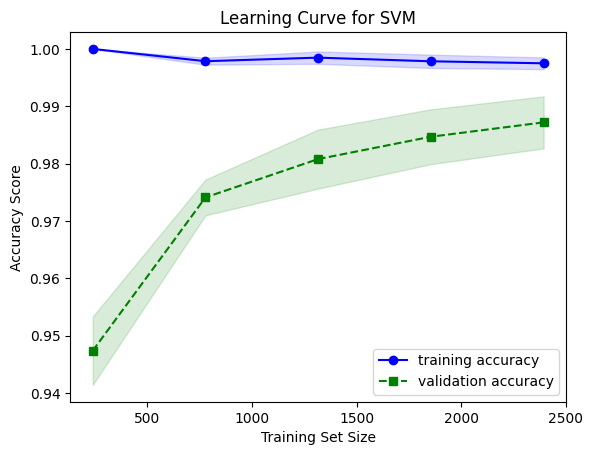 Learning Curve for SVM
1.00
0.99
0.98
0.97
0.96
0.95
0.94
Accuracy Score
training accuracy
validation accuracy
500 1000 1500 2000 2500
Training Set Size